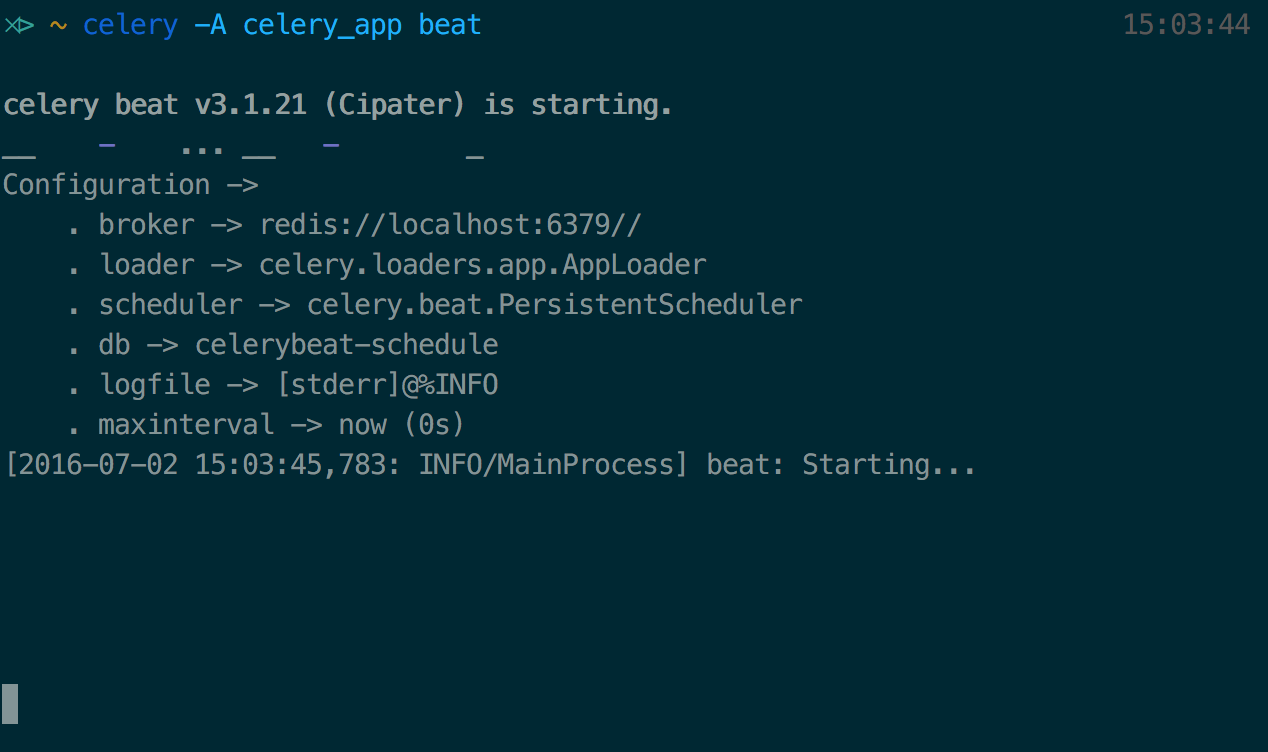 ~ celery -A celery_app beat 15:03:44
celery beat v3.1.21 (Cipater) is starting.
__    -    ... __   -        _
Configuration ->
    . broker -> redis://localhost:6379//
    . loader -> celery.loaders.app.AppLoader
    . scheduler -> celery.beat.PersistentScheduler
    . db -> celerybeat-schedule
    . logfile -> [stderr]@%INFO
    . maxinterval -> now (0s)
[2016-07-02 15:03:45,783: INFO/MainProcess] beat: Starting...